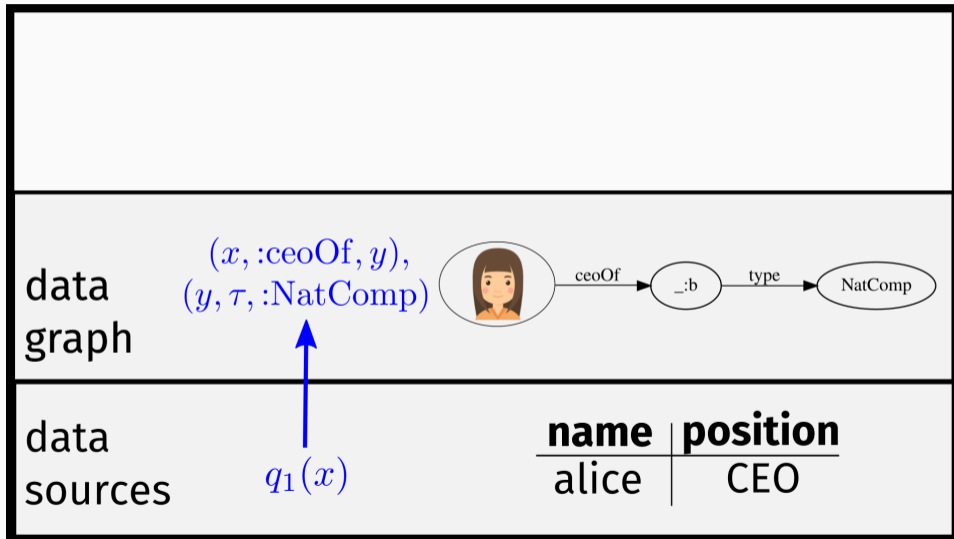 data
graph
(x, :ceoOf, y),
(y, τ, :NatComp)
ceoOf
_:b
type
NatComp
data
sources
q₁(x)
name position
alice CEO